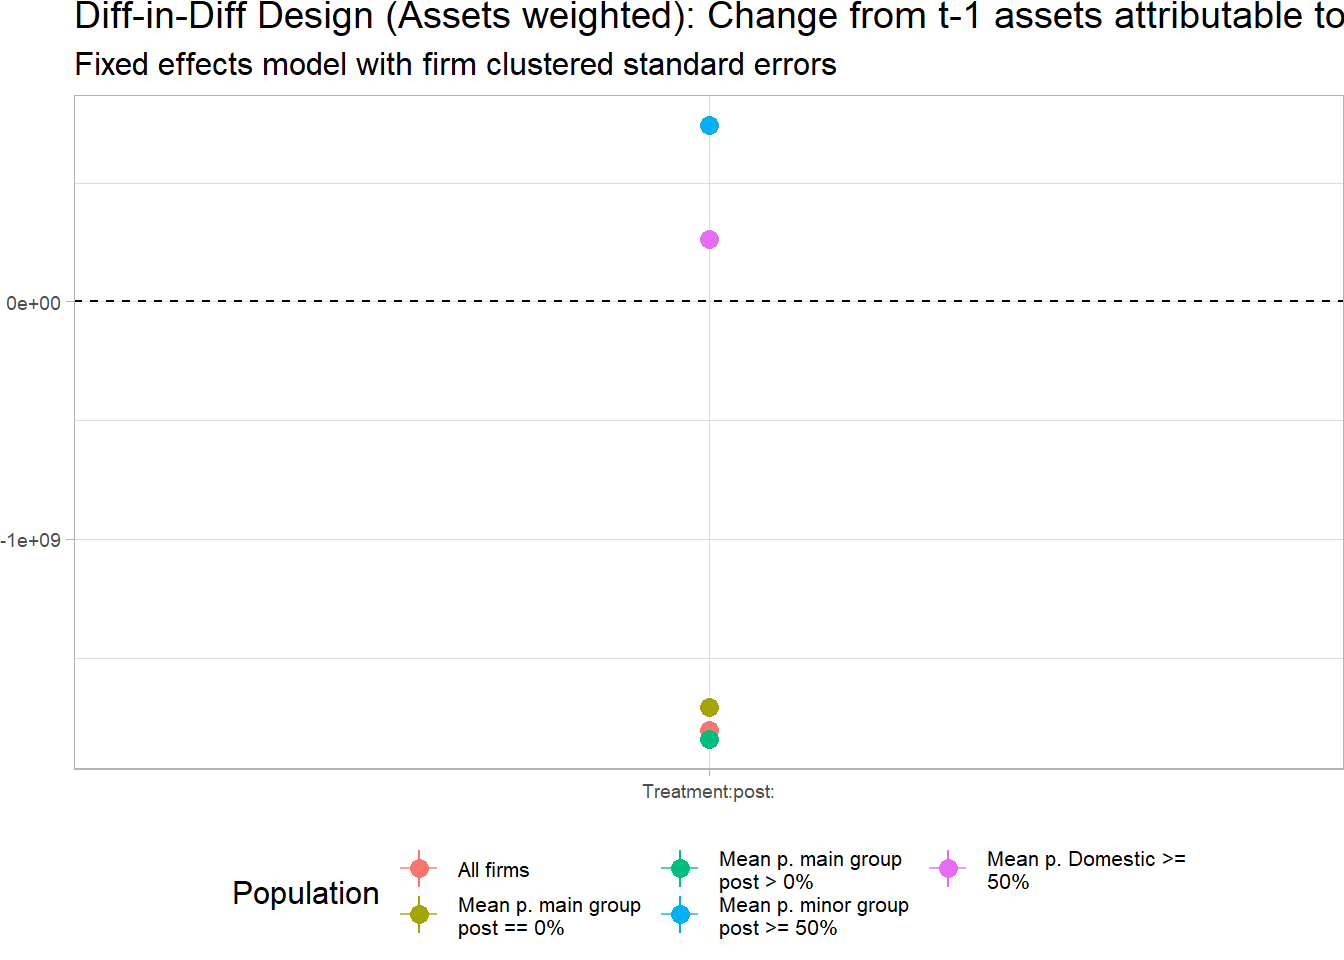 Diff-in-Diff Design (Assets weighted): Change from t-1 assets attributable to
Fixed effects model with firm clustered standard errors
0e+00
-1e+09
Treatment:post:
Population
All firms
Mean p. main group
post == 0%
Mean p. main group
post > 0%
Mean p. minor group
post >= 50%
Mean p. Domestic >=
50%